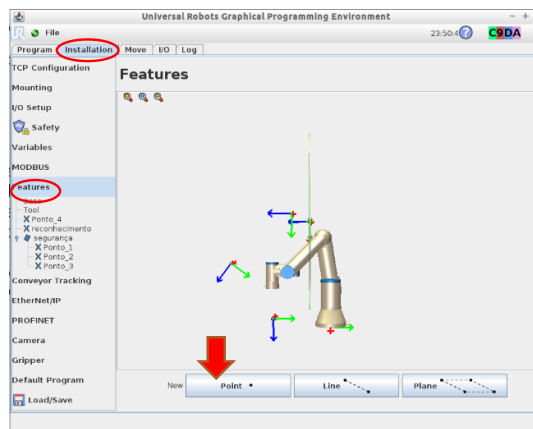 Universal Robots Graphical Programming Environment
File
23:50:4
C9DA
Program
Installation
Move
I/O
Log
TCP Configuration
Mounting
I/O Setup
Safety
Variables
MODBUS
Features
Base
Tool
Ponto_4
reconhecimento
segurança
Ponto_1
Ponto_2
Ponto_3
Conveyor Tracking
EtherNet/IP
PROFINET
Camera
Gripper
Default Program
Load/Save
Features
New
Point
Line
Plane